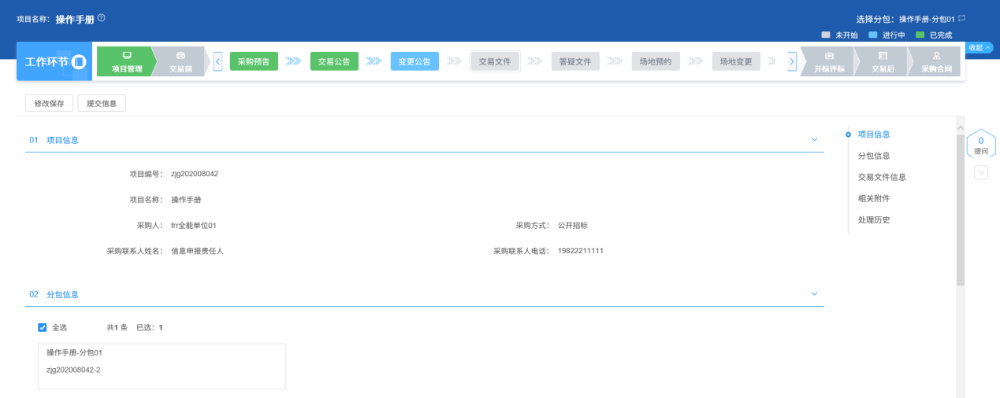 项目名称： 操作手册
选择分包：操作手册-分包01
未开始 进行中 已完成
工作环节
项目管理
交易前
采购预告
交易公告
变更公告
交易文件
答疑文件
场地预约
场地变更
开标评标
交易后
采购合同
收起
修改保存
提交信息
01 项目信息
项目编号： zjg202008042
项目名称： 操作手册
采购人： frr全能单位01
采购方式： 公开招标
采购联系人姓名： 信息申报责任人
采购联系人电话： 19822211111
02 分包信息
全选 共1 条 已选：1
操作手册-分包01
zjg202008042-2
项目信息
分包信息
交易文件信息
相关附件
处理历史
0
提问